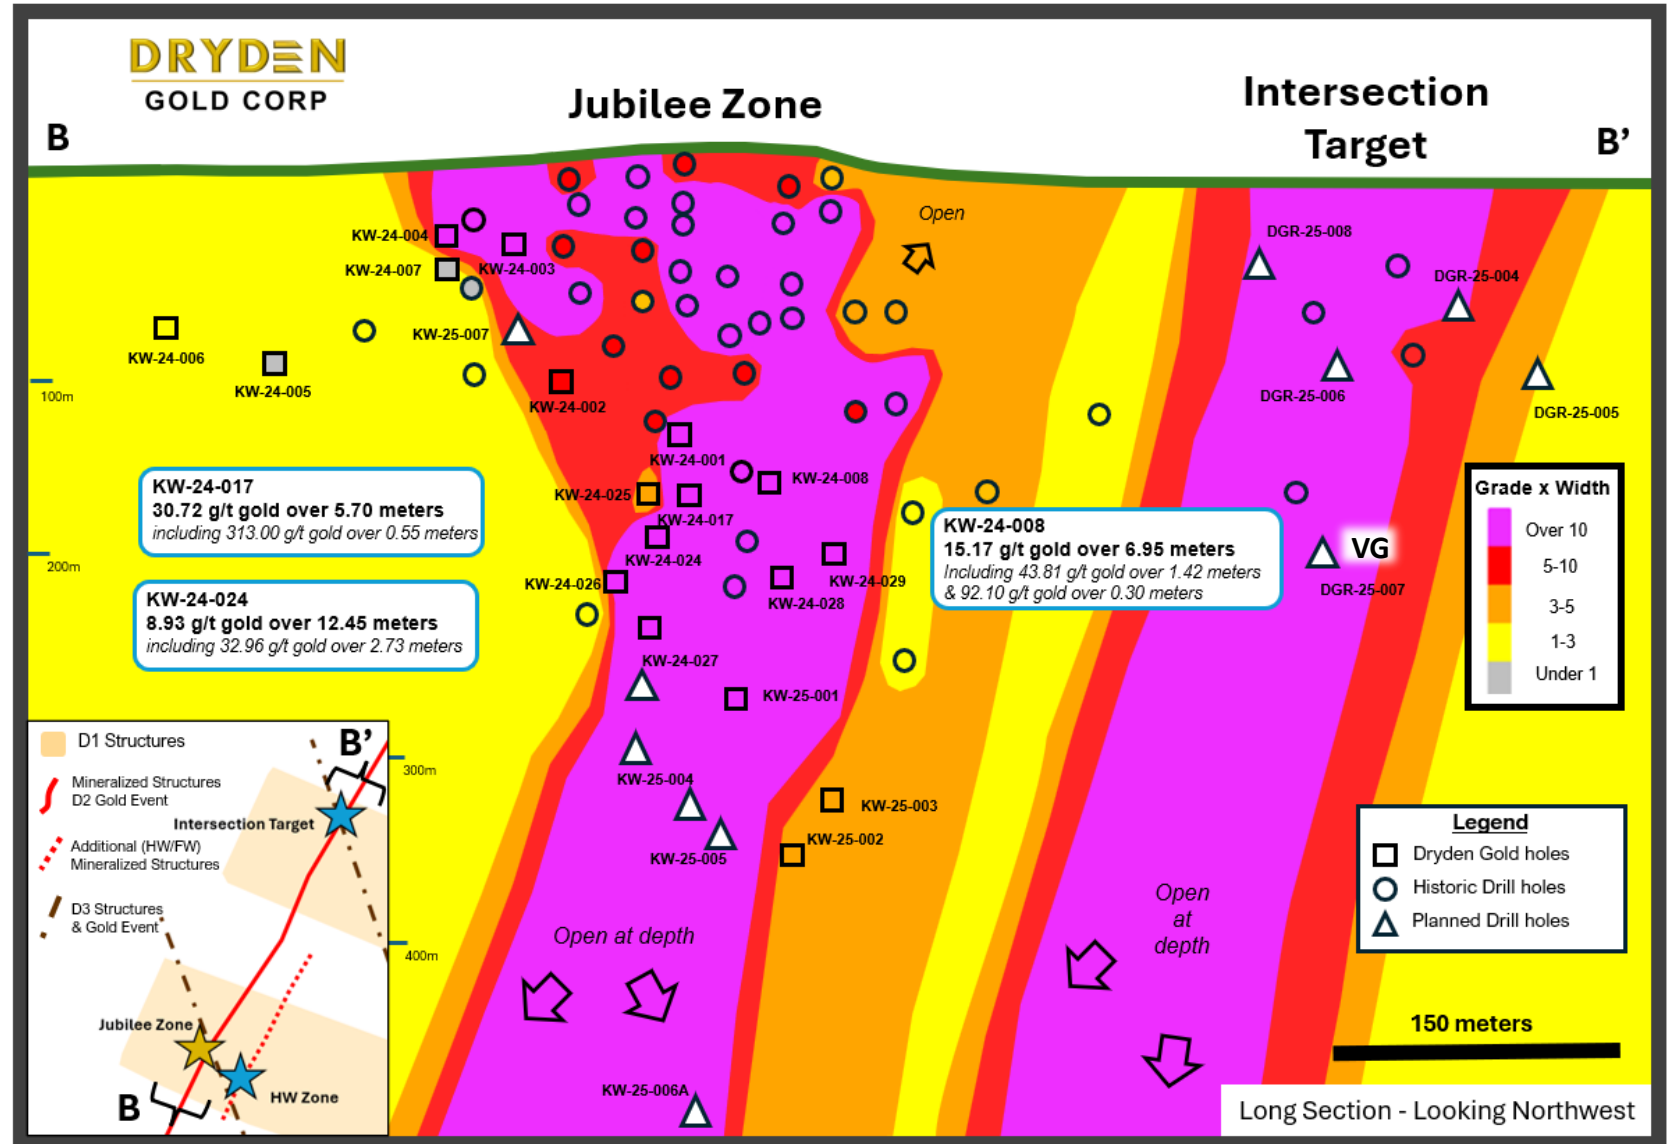 DRYDEN
GOLD CORP
Jubilee Zone
Intersection
Target
B
B’
Open
KW-24-004
KW-24-007
KW-24-003
KW-25-007
KW-24-006
KW-24-005
KW-24-002
100m
DGR-25-008
DGR-25-004
DGR-25-006
DGR-25-005
KW-24-001
KW-24-008
KW-24-025
KW-24-017
KW-24-024
KW-24-026
KW-24-029
KW-24-028
KW-24-027
KW-25-001
200m
KW-24-017
30.72 g/t gold over 5.70 meters
including 313.00 g/t gold over 0.55 meters
KW-24-024
8.93 g/t gold over 12.45 meters
including 32.96 g/t gold over 2.73 meters
KW-24-008
15.17 g/t gold over 6.95 meters
Including 43.81 g/t gold over 1.42 meters
& 92.10 g/t gold over 0.30 meters
VG
DGR-25-007
Grade x Width
Over 10
5-10
3-5
1-3
Under 1
300m
KW-25-004
KW-25-003
KW-25-002
KW-25-005
400m
Open at depth
Open
at
depth
KW-25-006A
Legend
Dryden Gold holes
Historic Drill holes
Planned Drill holes
150 meters
Long Section - Looking Northwest
D1 Structures
B’
Mineralized Structures
D2 Gold Event
Intersection Target
Additional (HW/FW)
Mineralized Structures
D3 Structures
& Gold Event
Jubilee Zone
HW Zone
B